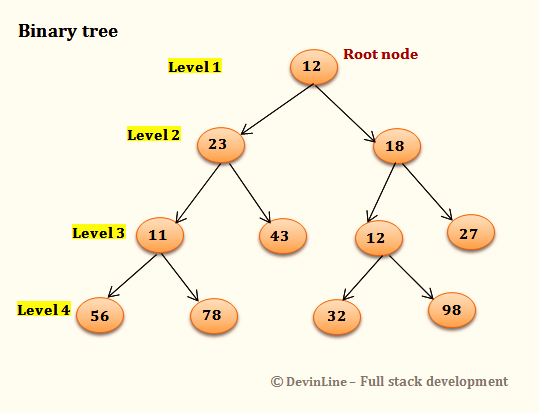 Binary tree
Root node
Level 1
12
Level 2
23
18
Level 3
11
43
12
27
Level 4
56
78
32
98
© DevinLine – Full stack development